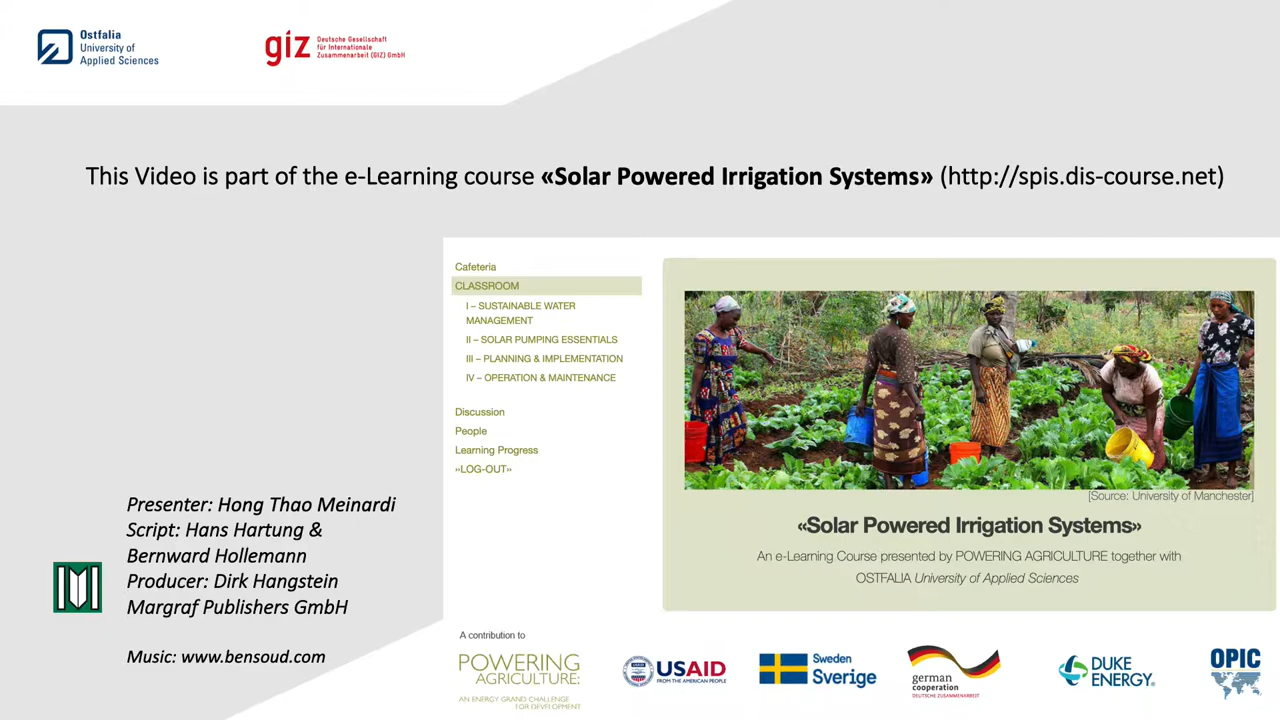 Ostfalia
University of
Applied Sciences
giz
Deutsche Gesellschaft
für Internationale
Zusammenarbeit (GIZ) GmbH
This Video is part of the e-Learning course «Solar Powered Irrigation Systems» (http://spis.dis-course.net)
Cafeteria
CLASSROOM
I – SUSTAINABLE WATER
MANAGEMENT
II – SOLAR PUMPING ESSENTIALS
III – PLANNING & IMPLEMENTATION
IV – OPERATION & MAINTENANCE
Discussion
People
Learning Progress
»LOG-OUT»
[Source: University of Manchester]
«Solar Powered Irrigation Systems»
An e-Learning Course presented by POWERING AGRICULTURE together with
OSTFALIA University of Applied Sciences
Presenter: Hong Thao Meinardi
Script: Hans Hartung &
Bernward Hollemann
Producer: Dirk Hangstein
Margraf Publishers GmbH
Music: www.bensoud.com
A contribution to
POWERING
AGRICULTURE:
AN ENERGY GRAND CHALLENGE
FOR DEVELOPMENT
USAID
FROM THE AMERICAN PEOPLE
Sweden
Sverige
german
cooperation
DEUTSCHE ZUSAMMENARBEIT
DUKE
ENERGY®
OPIC